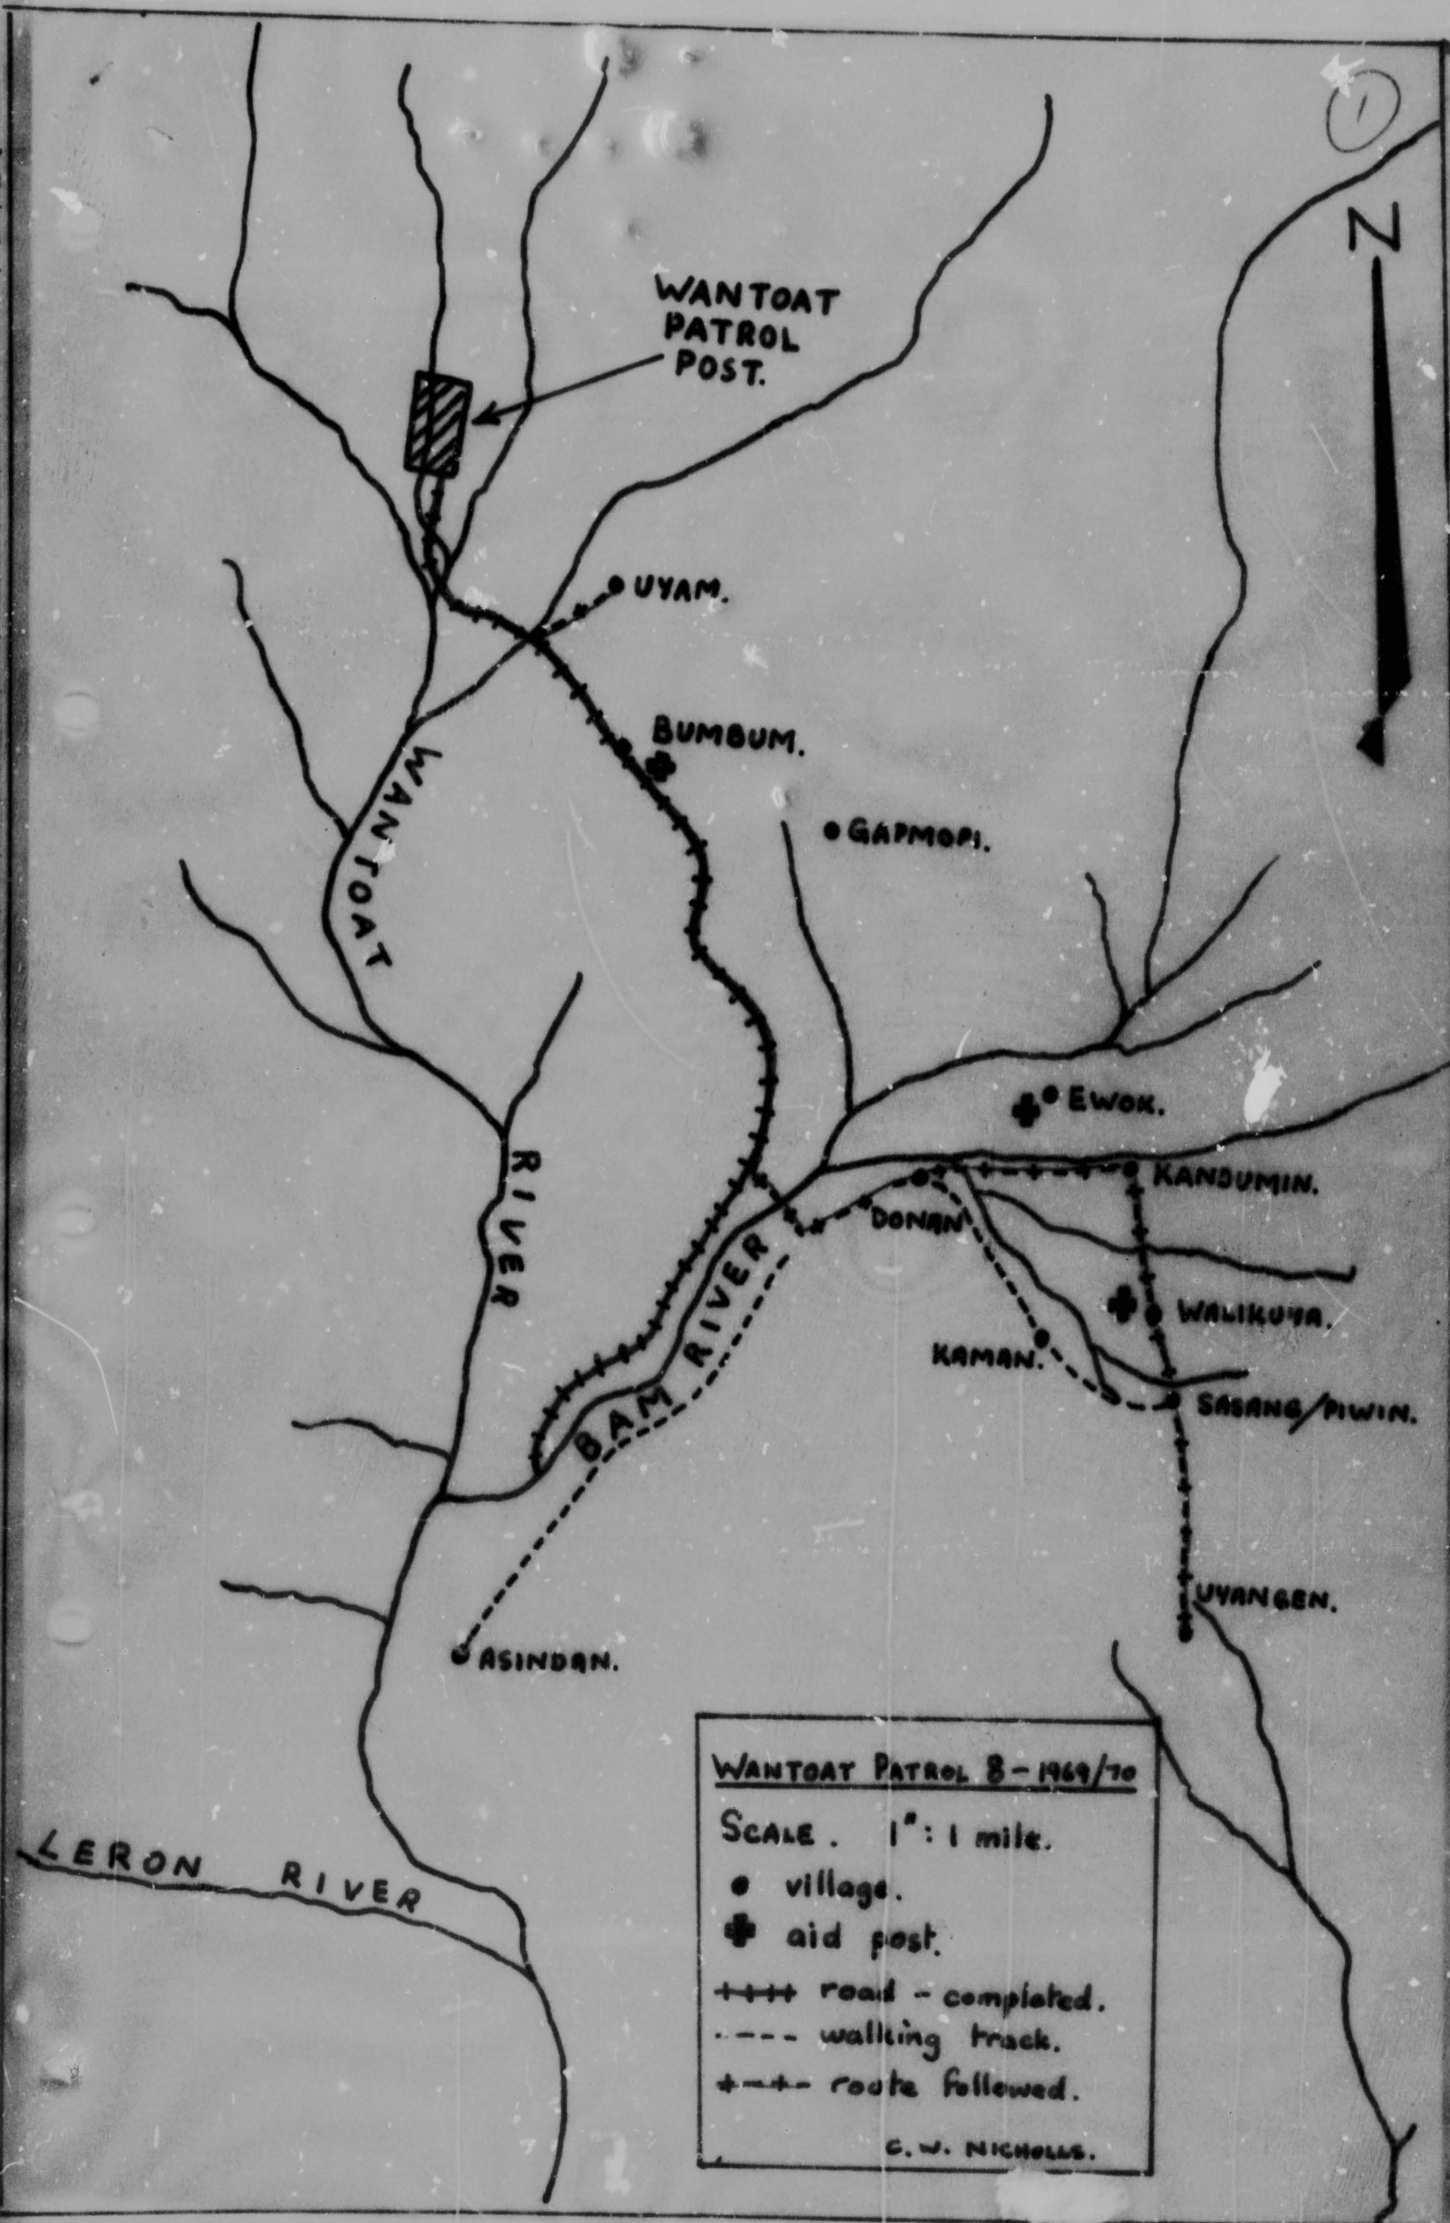 1
N
WANTOAT
PATROL
POST.
UYAM.
BUMBUM.
GAPMOPI.
WANTOAT
RIVER
EWOK.
KANDUMIN.
DONAN
WALIKUYA.
KAMAN.
SASANG/PIWIN.
BAM RIVER
UYANGEN.
ASINDAN.
LERON RIVER
WANTOAT PATROL 8 - 1969/70
SCALE. 1": 1 mile.
village.
aid post.
road - completed.
walking track.
route followed.
C. W. NICHOLLS.